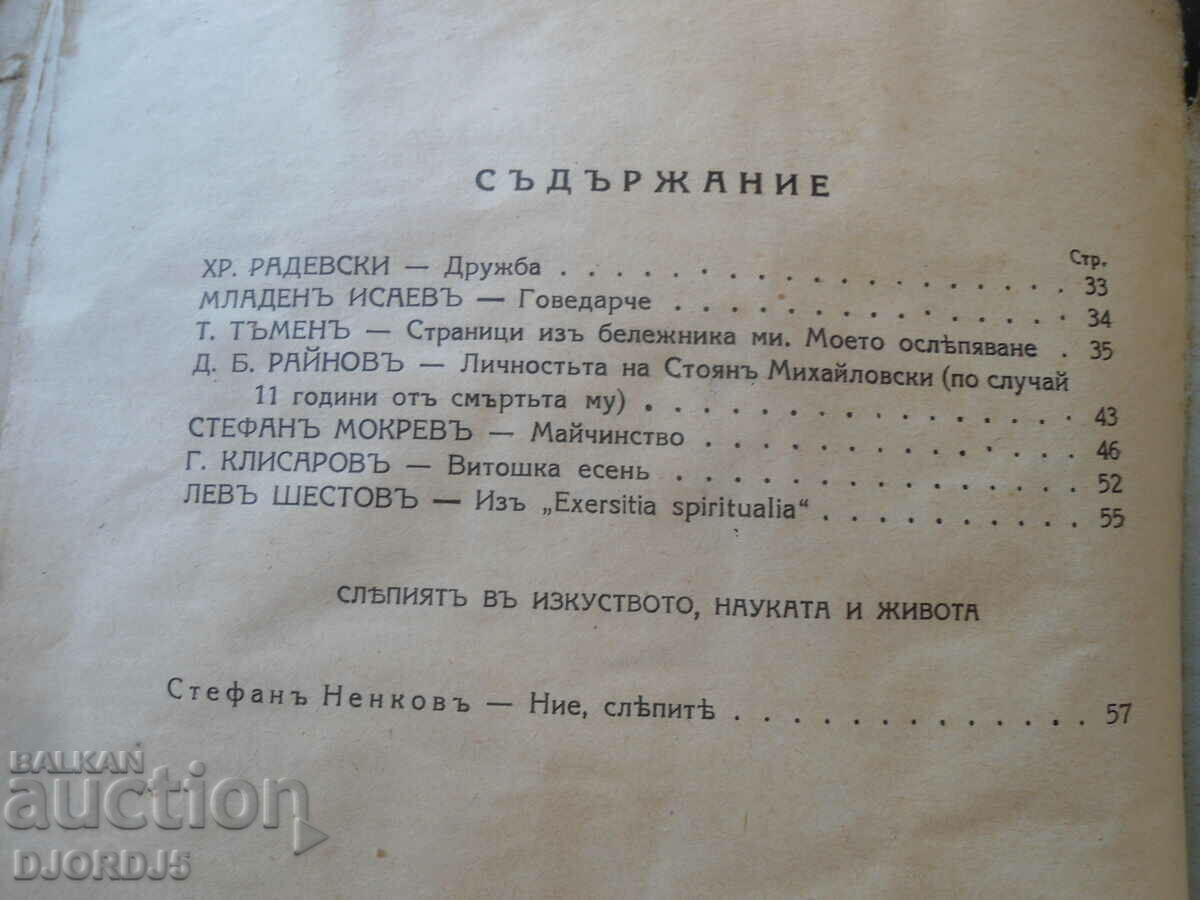 СЪДЪРЖАНИЕ
Стр.
ХР. РАДЕВСКИ — Дружба . . . . . . . . . . . . . . . . 33
МЛАДЕНЪ ИСАЕВЪ — Говедарче . . . . . . . . . . . . . 34
Т. ТЪМЕНЪ — Страници изъ бележника ми. Моето ослѣпяване . 35
Д. Б. РАЙНОВЪ — Личностьта на Стоянъ Михайловски (по случай
11 години отъ смъртьта му) . . . . . . . . . . . . . . 43
СТЕФАНЪ МОКРЕВЪ — Майчинство . . . . . . . . . . . . 46
Г. КЛИСАРОВЪ — Витошка есень . . . . . . . . . . . . . 52
ЛЕВЪ ШЕСТОВЪ — Изъ „Exersitia spiritualia“ . . . . . . . . . . 55
СЛѢПИЯТЪ ВЪ ИЗКУСТВОТО, НАУКАТА И ЖИВОТА
Стефанъ Ненковъ — Ние, слѣпитѣ . . . . . . . . . . . . 57
BALKAN
auction
DJORDJ5